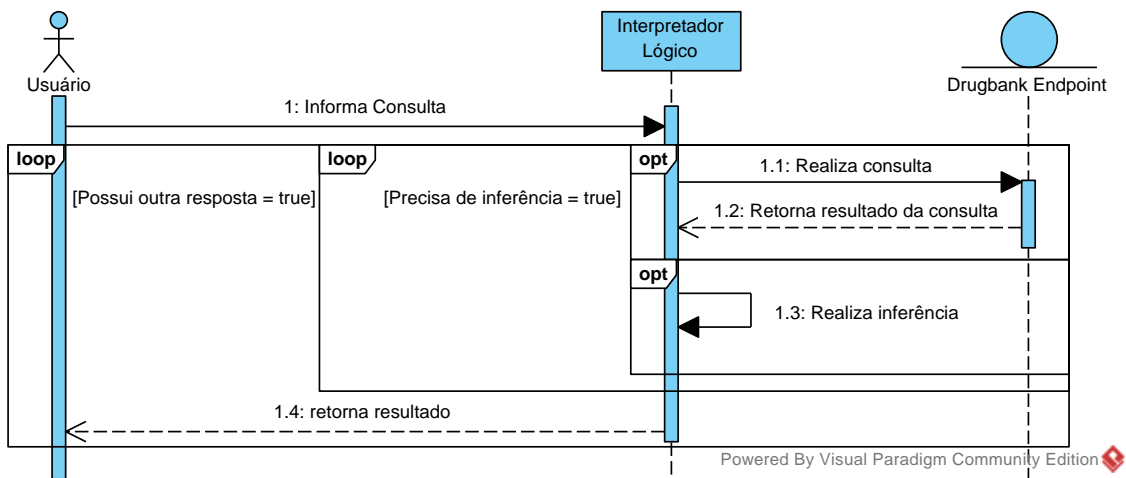 Interpretador
Lógico
Usuário
Drugbank Endpoint
1: Informa Consulta
loop
loop
opt
1.1: Realiza consulta
[Possui outra resposta = true]
[Precisa de inferência = true]
1.2: Retorna resultado da consulta
opt
1.3: Realiza inferência
1.4: retorna resultado
Powered By Visual Paradigm Community Edition